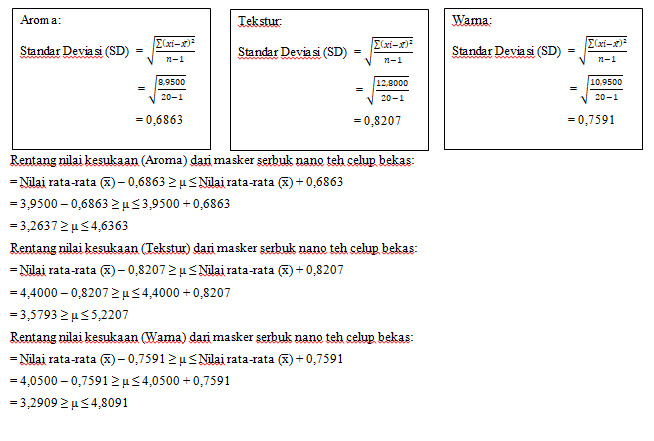 Aroma:
Standar Deviasi (SD) = √(Σ(xi−x̅)² / n−1)
= √(8,9500 / 20−1)
= 0,6863
Tekstur:
Standar Deviasi (SD) = √(Σ(xi−x̅)² / n−1)
= √(12,8000 / 20−1)
= 0,8207
Warna:
Standar Deviasi (SD) = √(Σ(xi−x̅)² / n−1)
= √(10,9500 / 20−1)
= 0,7591
Rentang nilai kesukaan (Aroma) dari masker serbuk nano teh celup bekas:
= Nilai rata-rata (x̅) – 0,6863 ≥ µ ≤ Nilai rata-rata (x̅) + 0,6863
= 3,9500 – 0,6863 ≥ µ ≤ 3,9500 + 0,6863
= 3,2637 ≥ µ ≤ 4,6363
Rentang nilai kesukaan (Tekstur) dari masker serbuk nano teh celup bekas:
= Nilai rata-rata (x̅) – 0,8207 ≥ µ ≤ Nilai rata-rata (x̅) + 0,8207
= 4,4000 – 0,8207 ≥ µ ≤ 4,4000 + 0,8207
= 3,5793 ≥ µ ≤ 5,2207
Rentang nilai kesukaan (Warna) dari masker serbuk nano teh celup bekas:
= Nilai rata-rata (x̅) – 0,7591 ≥ µ ≤ Nilai rata-rata (x̅) + 0,7591
= 4,0500 – 0,7591 ≥ µ ≤ 4,0500 + 0,7591
= 3,2909 ≥ µ ≤ 4,8091